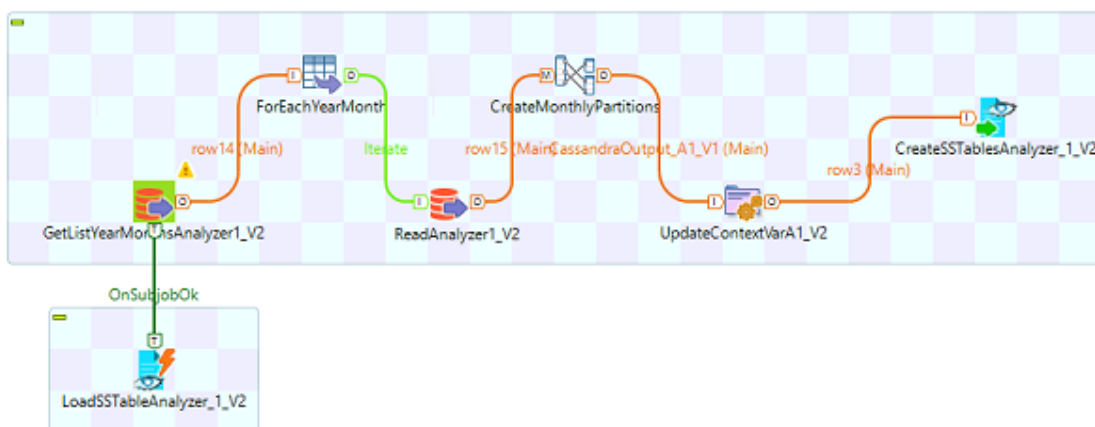 ForEachYearMonth
CreateMonthlyPartitions
row14 (Main)
Iterate
row15 (Main)
CassandraOutput_A1_V1 (Main)
CreateSSTablesAnalyzer_1_V2
row3 (Main)
I
O
M
O
I
O
I
O
I
O
GetListYearMonthsAnalyzer1_V2
ReadAnalyzer1_V2
UpdateContextVarA1_V2
T
OnSubjobOk
T
LoadSSTableAnalyzer_1_V2